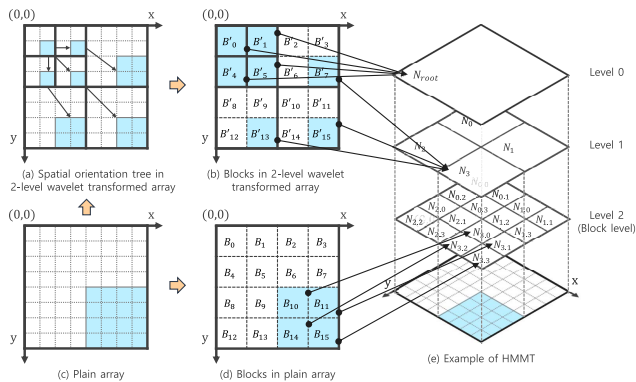 (0,0)
x
y
(a) Spatial orientation tree in
2-level wavelet transformed array
(0,0)
x
B'0 B'1 B'2 B'3
B'4 B'5 B'6 B'7
B'8 B'9 B'10 B'11
B'12 B'13 B'14 B'15
y
(b) Blocks in 2-level wavelet
transformed array
(0,0)
x
y
(c) Plain array
(0,0)
x
B0 B1 B2 B3
B4 B5 B6 B7
B8 B9 B10 B11
B12 B13 B14 B15
y
(d) Blocks in plain array
Nroot
Level 0
N0
N2 N1
N3
Level 1
N0.0
N0.2 N0.1
N2.0 N0.3 N1.0
N2.2 N2.1 N1.2 N1.1
N2.3 N3.0 N1.3
N3.2 N3.1
N3.3
Level 2
(Block level)
y
x
(e) Example of HMMT